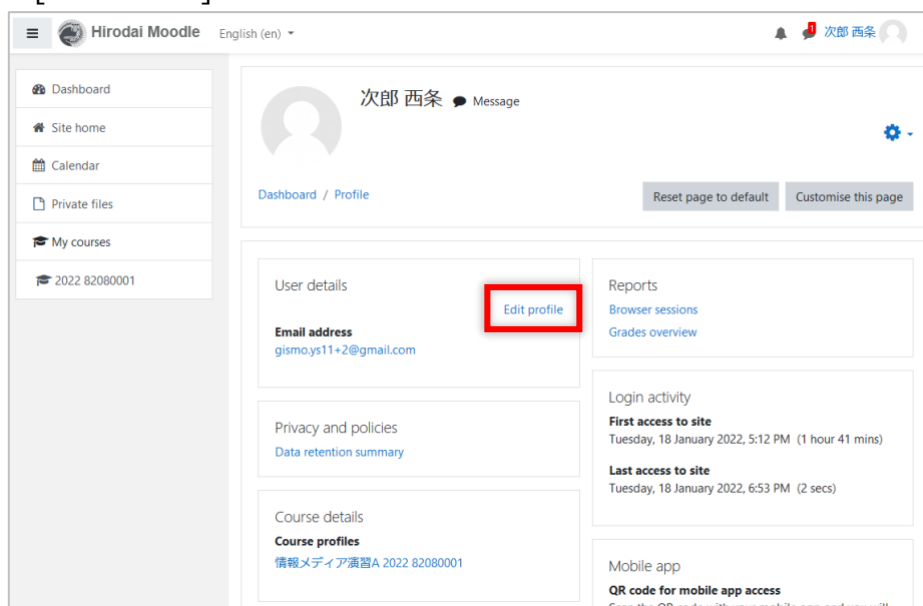 Hirodai Moodle English (en)
1 次郎 西条
Dashboard
Site home
Calendar
Private files
My courses
2022 82080001
次郎 西条 Message
Dashboard / Profile
Reset page to default Customise this page
User details
Edit profile
Email address
gismo.ys11+2@gmail.com
Privacy and policies
Data retention summary
Course details
Course profiles
情報メディア演習A 2022 82080001
Reports
Browser sessions
Grades overview
Login activity
First access to site
Tuesday, 18 January 2022, 5:12 PM (1 hour 41 mins)
Last access to site
Tuesday, 18 January 2022, 6:53 PM (2 secs)
Mobile app
QR code for mobile app access